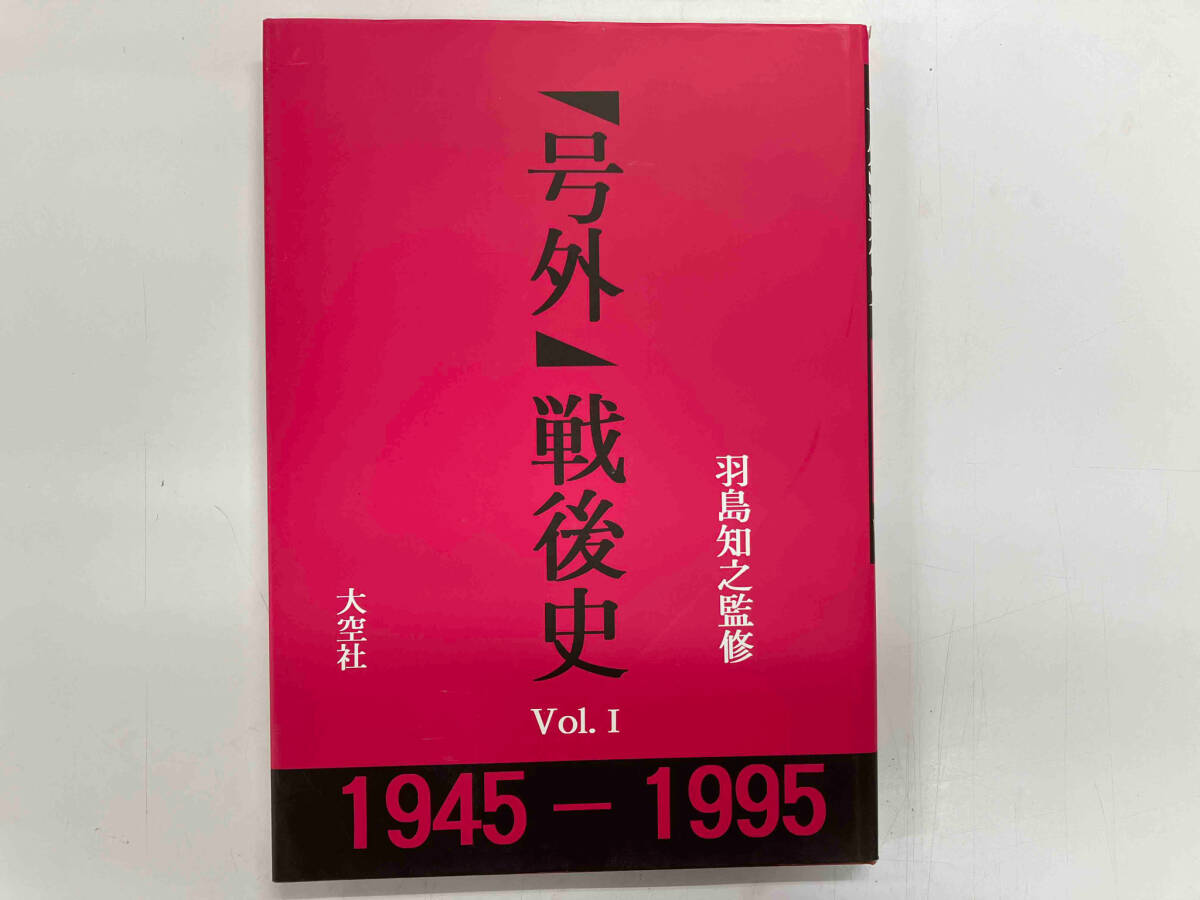 【号外】戦後史
Vol. I
羽島知之監修
大空社
1945－1995